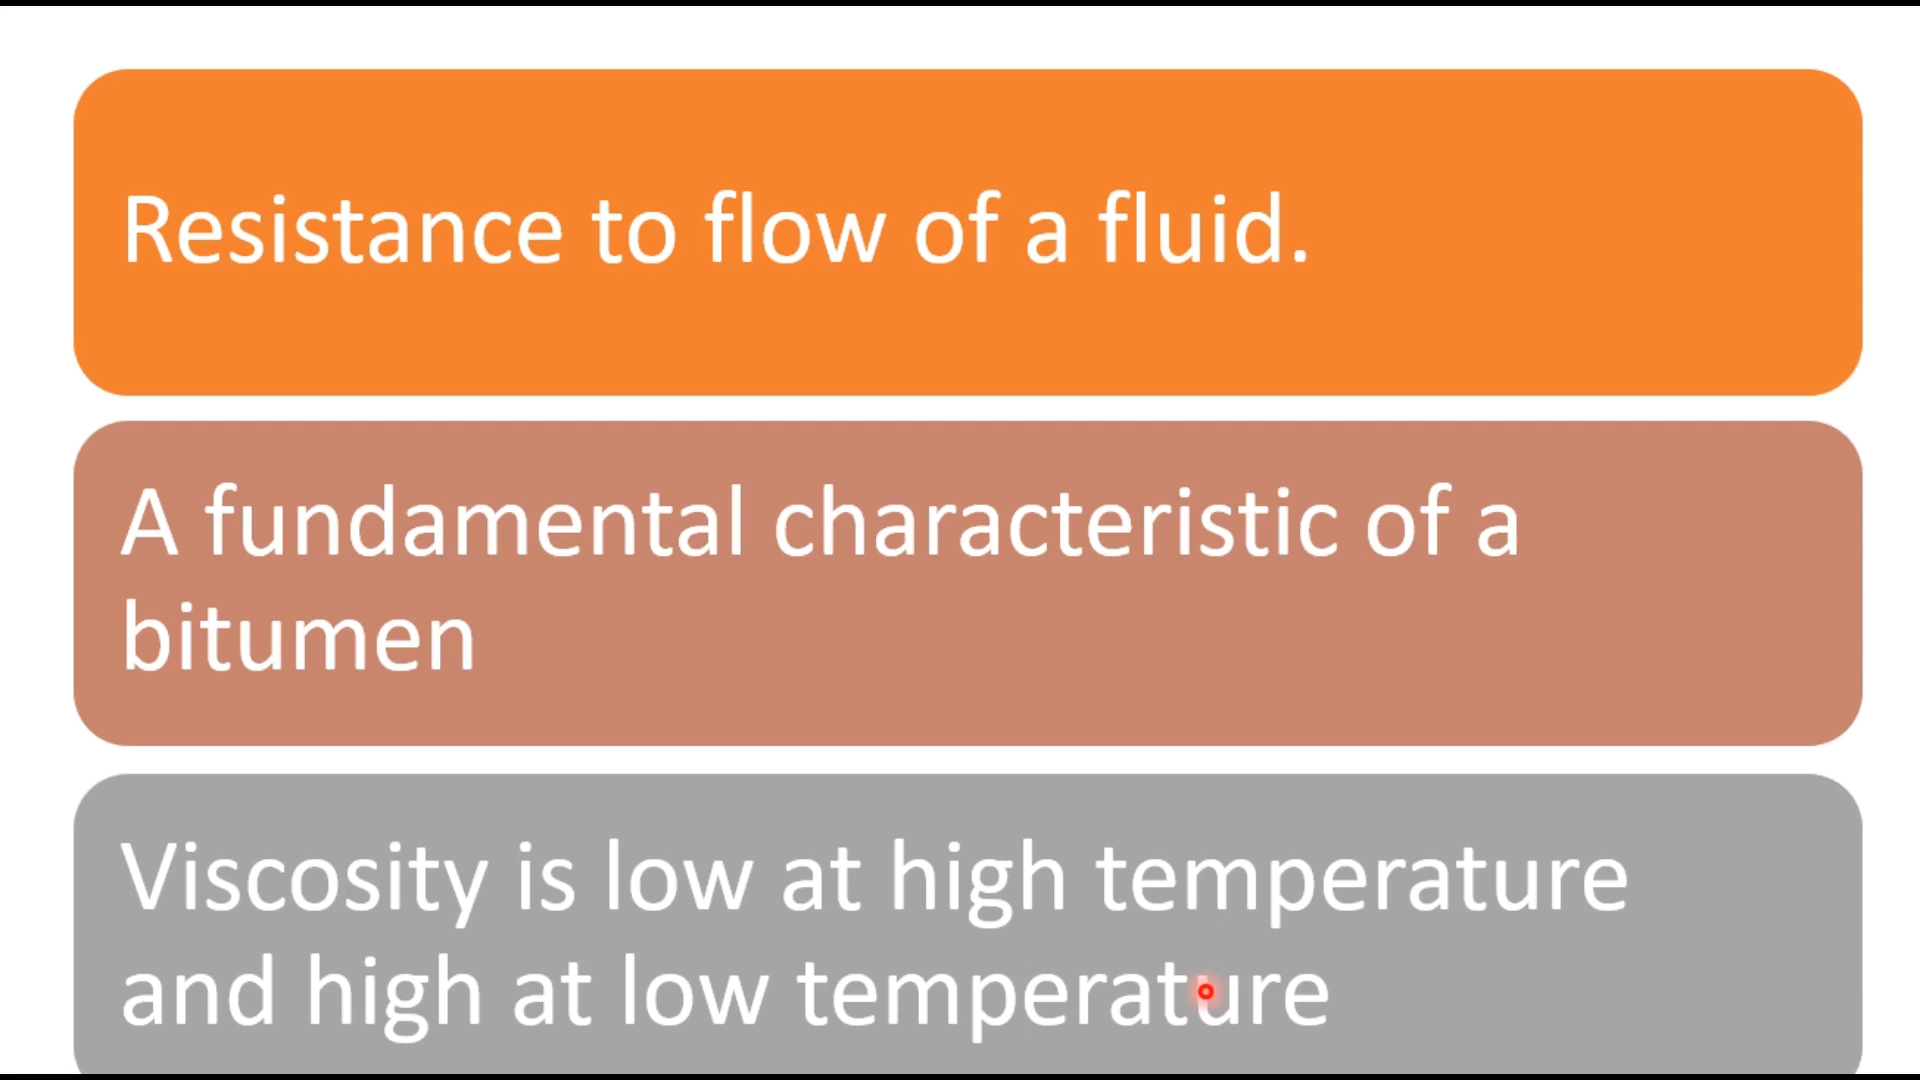 Resistance to flow of a fluid.
A fundamental characteristic of a
bitumen
Viscosity is low at high temperature
and high at low temperature